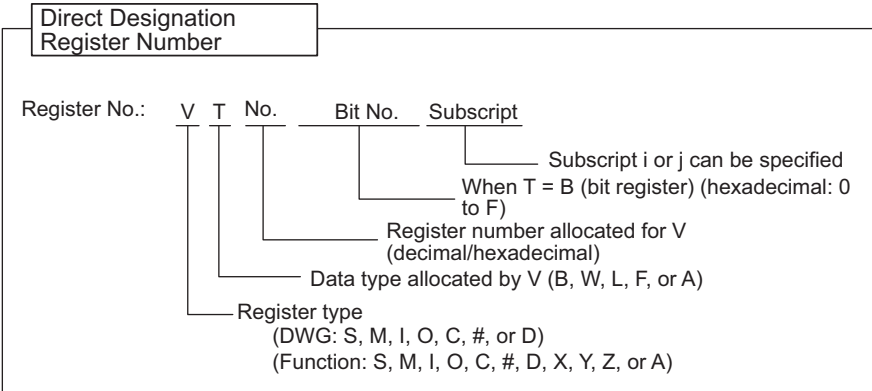 Direct Designation
Register Number
Register No.: V T No. Bit No. Subscript
Subscript i or j can be specified
When T = B (bit register) (hexadecimal: 0
to F)
Register number allocated for V
(decimal/hexadecimal)
Data type allocated by V (B, W, L, F, or A)
Register type
(DWG: S, M, I, O, C, #, or D)
(Function: S, M, I, O, C, #, D, X, Y, Z, or A)